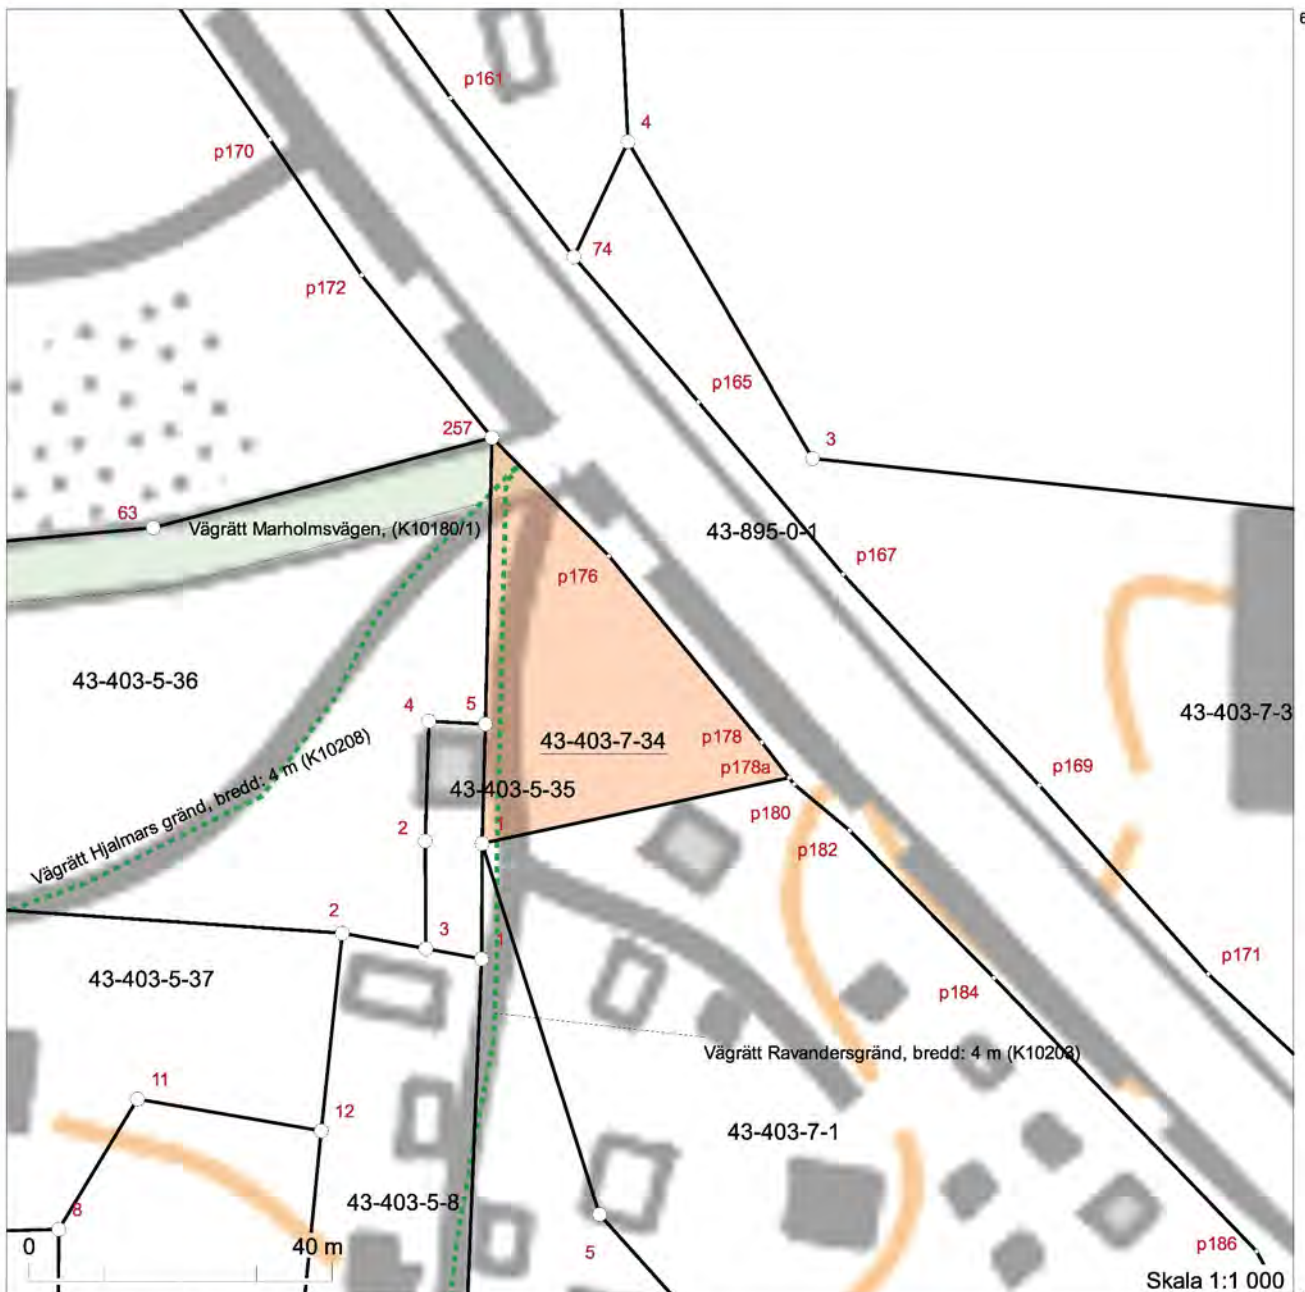 6
p161
4
p170
74
p172
p165
257
3
63
Vägrätt Marholmsvägen, (K10180/1)
43-895-0-1
p167
p176
43-403-5-36
4
5
43-403-7-34
p178
43-403-7-3
Vägrätt Hjalmars gränd, bredd: 4 m (K10208)
p178a
p169
43-403-5-35
p180
2
1
p182
2
3
1
43-403-5-37
p171
p184
Vägrätt Ravandersgränd, bredd: 4 m (K10203)
11
12
43-403-7-1
43-403-5-8
8
0
40 m
5
p186
Skala 1:1 000